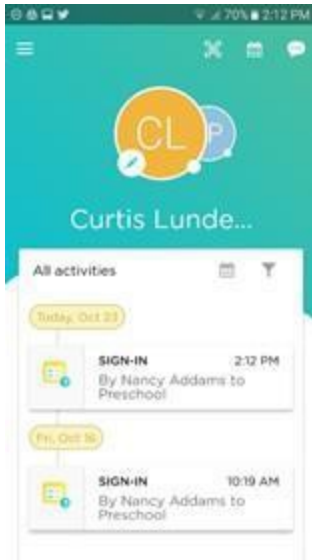 70% 2:12 PM
CL
P
Curtis Lunde...
All activities
Today, Oct 23
SIGN-IN 2:12 PM
By Nancy Addams to
Preschool
Fri, Oct 16
SIGN-IN 10:19 AM
By Nancy Addams to
Preschool